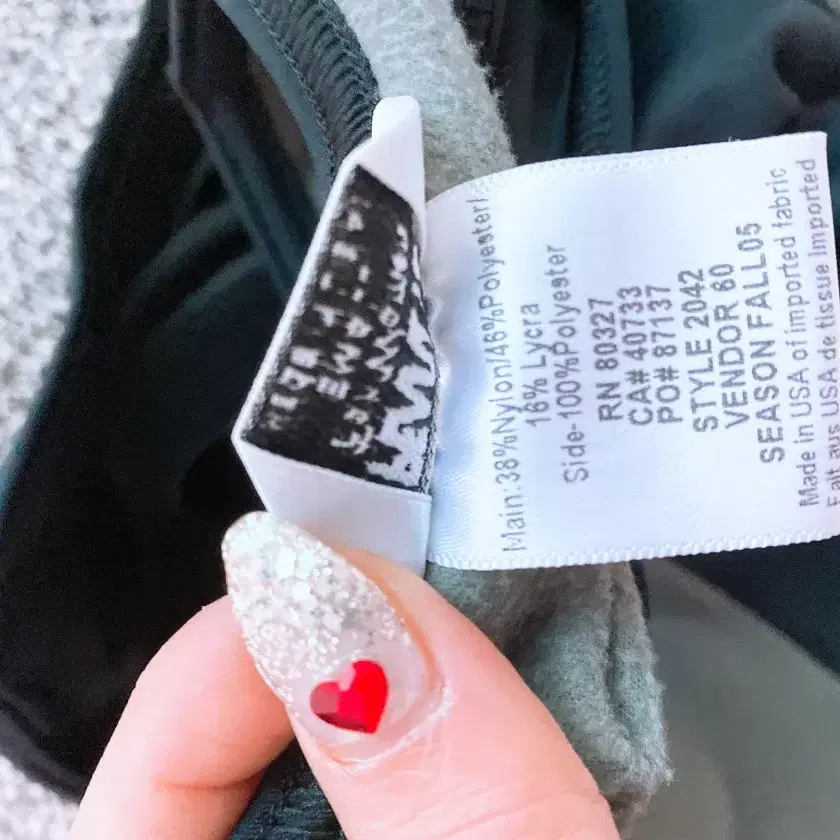 Main:38%Nylon/46%Polyester/
16% Lycra
Side-100%Polyester
RN 80327
CA# 40733
PO# 87137
STYLE 2042
VENDOR 60
SEASON FALL05
Made in USA of imported fabric
Fait aus USA de tissue Imported